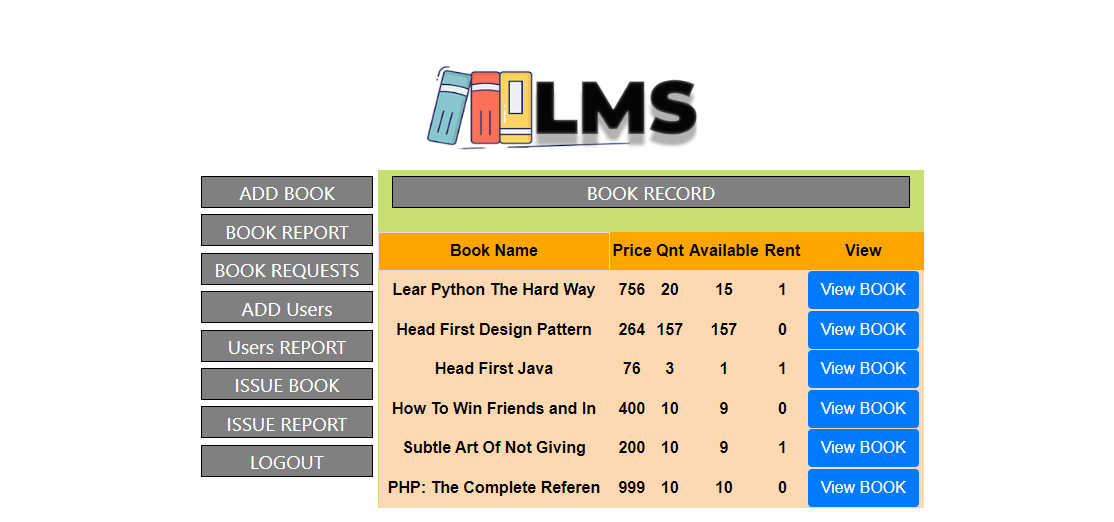 LMS
ADD BOOK
BOOK REPORT
BOOK REQUESTS
ADD Users
Users REPORT
ISSUE BOOK
ISSUE REPORT
LOGOUT
BOOK RECORD
Book Name Price Qnt Available Rent View
Lear Python The Hard Way 756 20 15 1 View BOOK
Head First Design Pattern 264 157 157 0 View BOOK
Head First Java 76 3 1 1 View BOOK
How To Win Friends and In 400 10 9 0 View BOOK
Subtle Art Of Not Giving 200 10 9 1 View BOOK
PHP: The Complete Referen 999 10 10 0 View BOOK